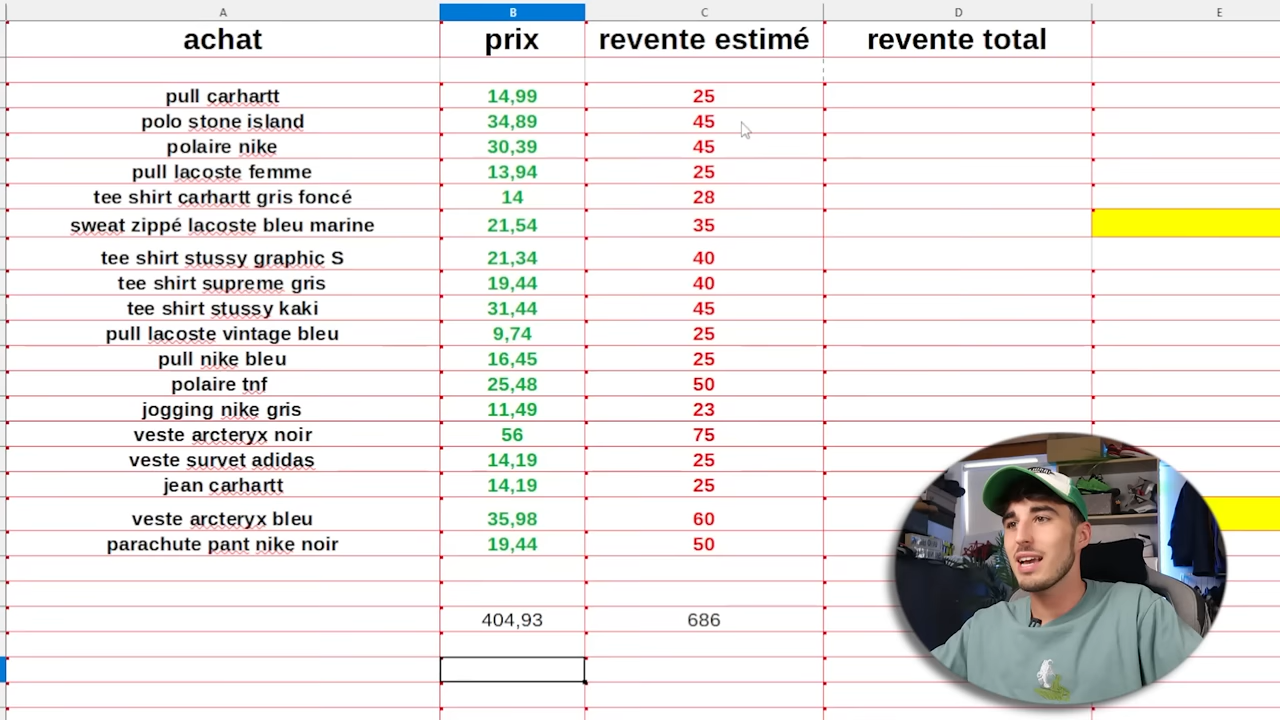 A B C D E
achat prix revente estimé revente total
pull carhartt 14,99 25
polo stone island 34,89 45
polaire nike 30,39 45
pull lacoste femme 13,94 25
tee shirt carhartt gris foncé 14 28
sweat zippé lacoste bleu marine 21,54 35
tee shirt stussy graphic S 21,34 40
tee shirt supreme gris 19,44 40
tee shirt stussy kaki 31,44 45
pull lacoste vintage bleu 9,74 25
pull nike bleu 16,45 25
polaire tnf 25,48 50
jogging nike gris 11,49 23
veste arcteryx noir 56 75
veste survet adidas 14,19 25
jean carhartt 14,19 25
veste arcteryx bleu 35,98 60
parachute pant nike noir 19,44 50
404,93 686